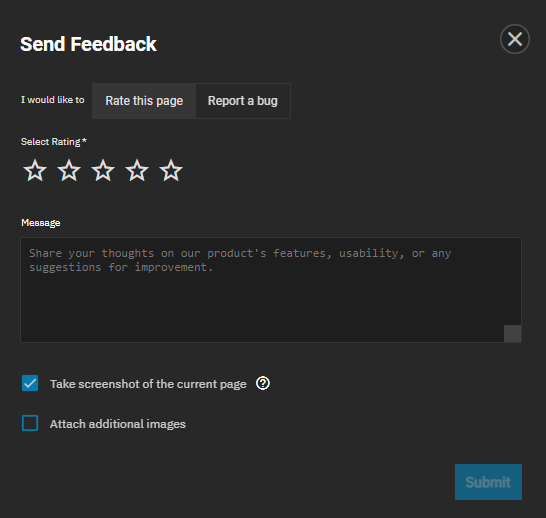 Send Feedback
I would like to Rate this page Report a bug
Select Rating*
Message
Share your thoughts on our product's features, usability, or any
suggestions for improvement.
Take screenshot of the current page ?
Attach additional images
Submit